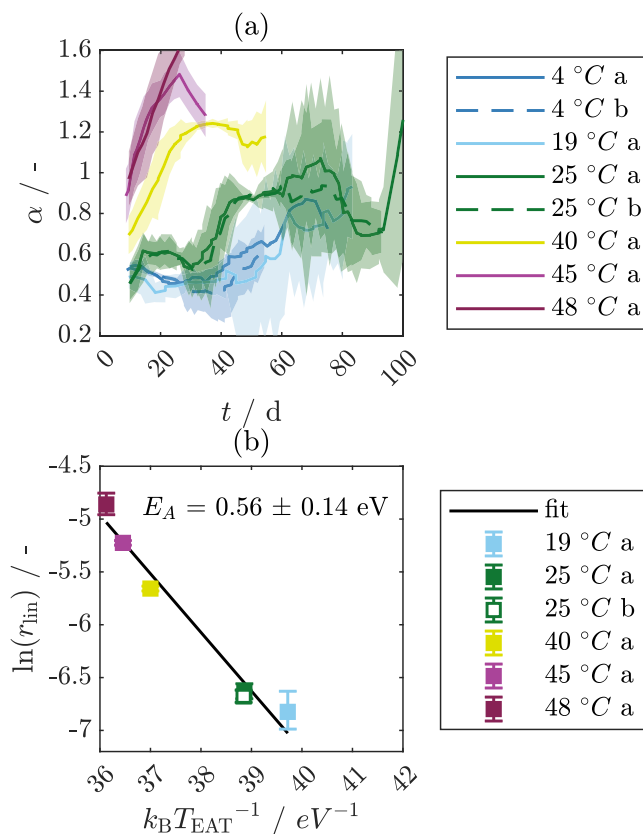 (a)
1.6
1.4
1.2
1
0.8
0.6
0.4
0.2
α / -
0
20
40
60
80
100
t / d
4 °C a
4 °C b
19 °C a
25 °C a
25 °C b
40 °C a
45 °C a
48 °C a
(b)
-4.5
-5
-5.5
-6
-6.5
-7
ln(r_lin) / -
E_A = 0.56 ± 0.14 eV
36
37
38
39
40
41
42
k_B T_EAT⁻¹ / eV⁻¹
fit
19 °C a
25 °C a
25 °C b
40 °C a
45 °C a
48 °C a